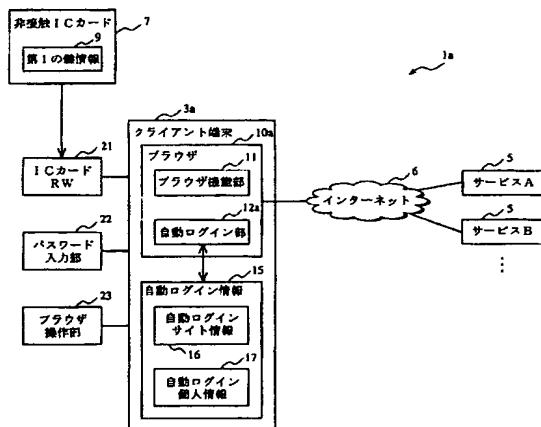 非接触ICカード
7
9
第1の鍵情報
1a
3a
クライアント端末
10a
ブラウザ
11
ブラウザ機能部
12a
自動ログイン部
21
ICカード
RW
22
パスワード
入力部
23
ブラウザ
操作部
15
自動ログイン情報
自動ログイン
サイト情報
16
17
自動ログイン
個人情報
6
インターネット
5
サービスA
5
サービスB
⋮